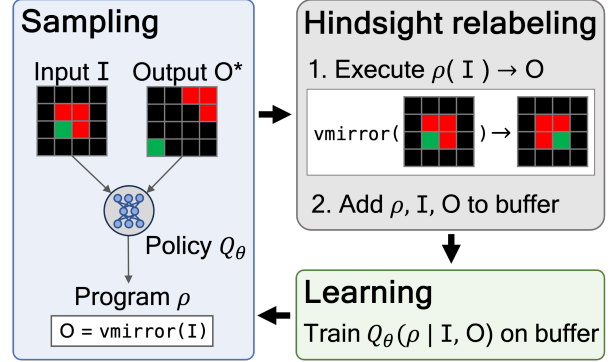 Sampling
Input I
Output O*
Policy Qθ
Program ρ
O = vmirror(I)
Hindsight relabeling
1. Execute ρ( I ) → O
vmirror( ) →
2. Add ρ, I, O to buffer
Learning
Train Qθ(ρ | I, O) on buffer